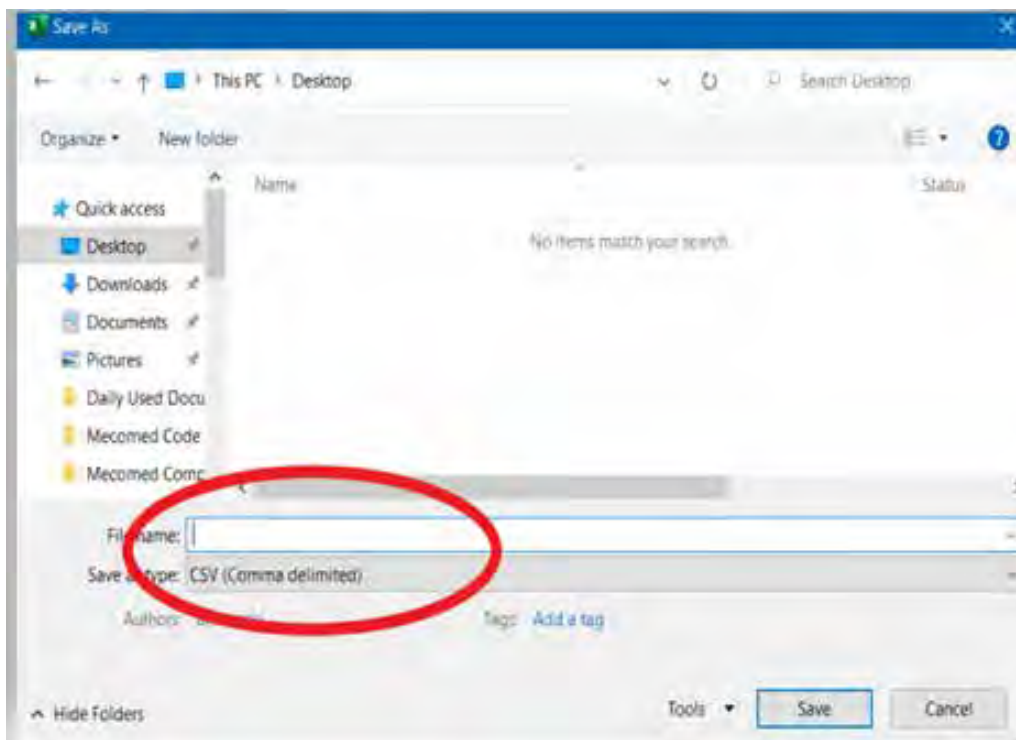 Save As
This PC Desktop
Search Desktop
Organize New folder
Name
Status
Quick access
No items match your search.
Desktop
Downloads
Documents
Pictures
Daily Used Docu
Mecomed Code
Mecomed Comp
File name:
Save as type: CSV (Comma delimited)
Authors:
Tags: Add a tag
Hide Folders
Tools
Save
Cancel